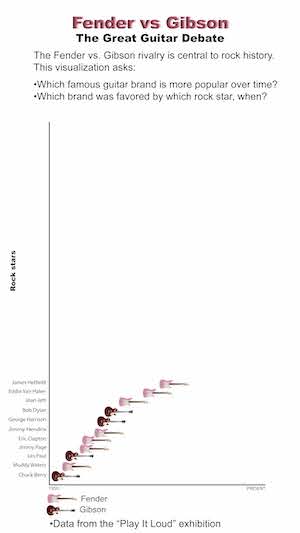 Fender vs Gibson
The Great Guitar Debate
The Fender vs. Gibson rivalry is central to rock history.
This visualization asks:
•Which famous guitar brand is more popular over time?
•Which brand was favored by which rock star, when?
Rock stars
James Hetfield
Eddie Van Halen
Joan Jett
Bob Dylan
George Harrison
Jimmy Hendrix
Eric Clapton
Jimmy Page
Les Paul
Muddy Waters
Chuck Berry
1950
PRESENT
Fender
Gibson
•Data from the “Play It Loud” exhibition